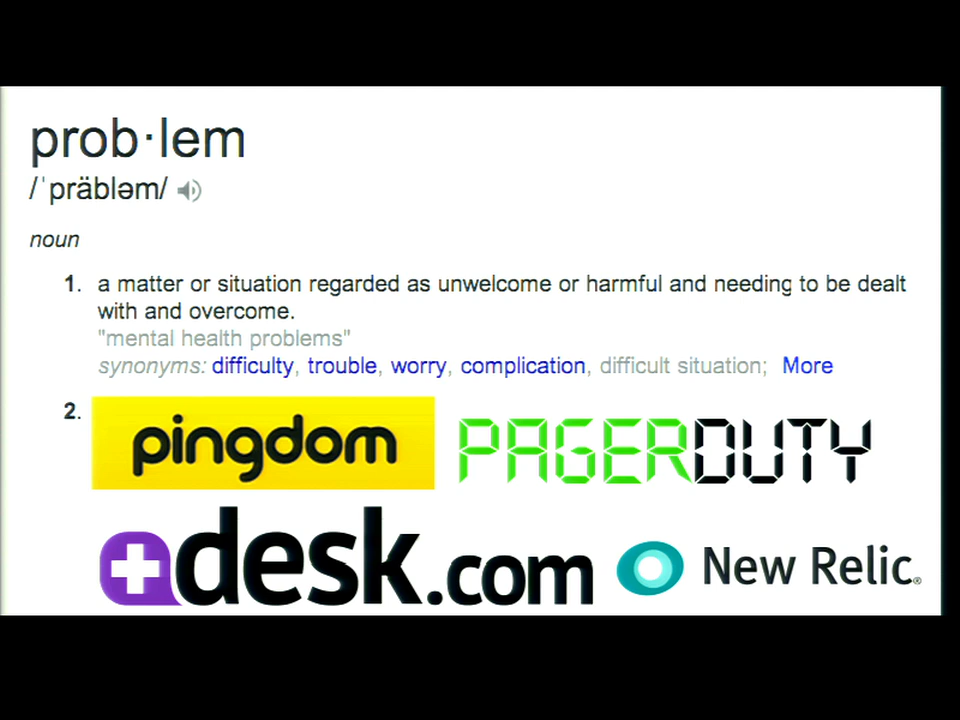 prob·lem
/ˈpräbləm/
noun
1. a matter or situation regarded as unwelcome or harmful and needing to be dealt
with and overcome.
"mental health problems"
synonyms: difficulty, trouble, worry, complication, difficult situation; More
2. pingdom PAGERDUTY
desk.com New Relic®